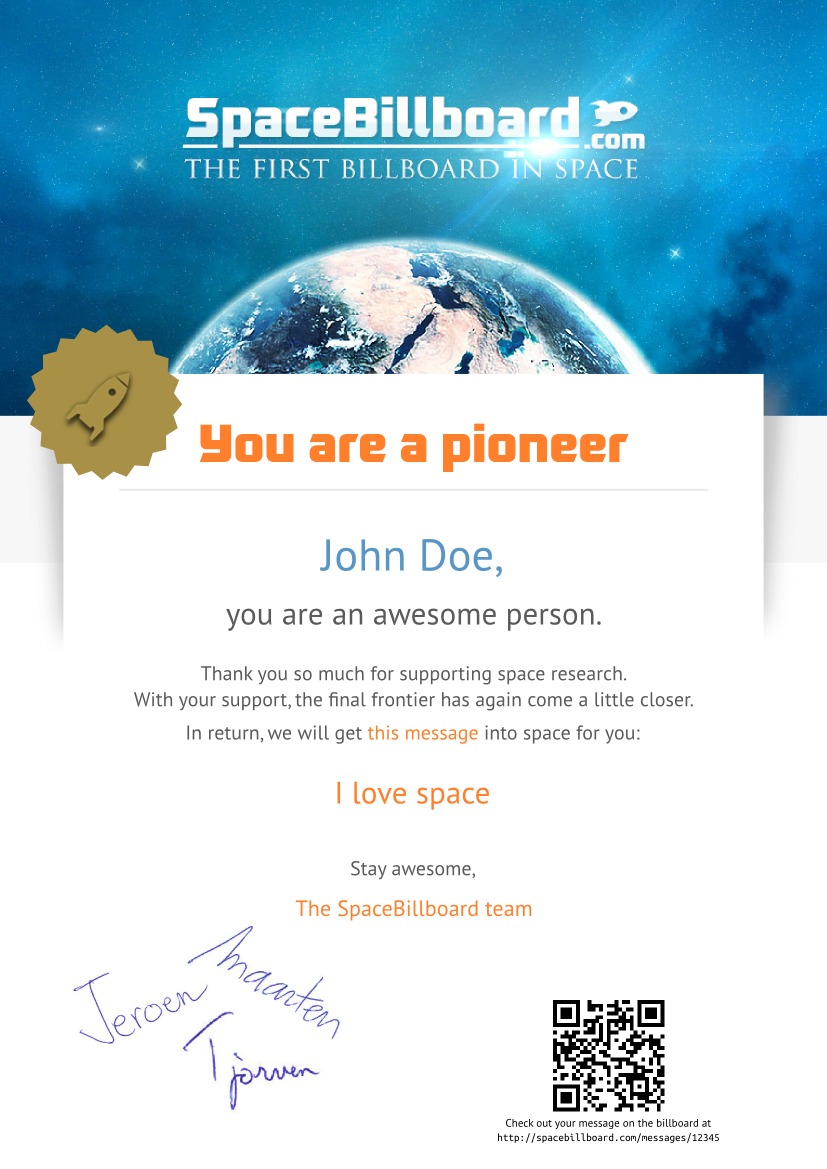 SpaceBillboard
.com
THE FIRST BILLBOARD IN SPACE
You are a pioneer
John Doe,
you are an awesome person.
Thank you so much for supporting space research.
With your support, the final frontier has again come a little closer.
In return, we will get this message into space for you:
I love space
Stay awesome,
The SpaceBillboard team
Maarten
Jeroen
Tjorven
Check out your message on the billboard at
http://spacebillboard.com/messages/12345